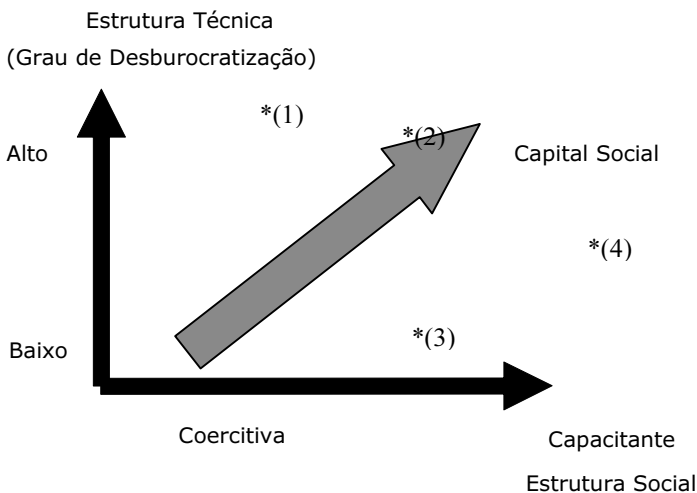 Estrutura Técnica
(Grau de Desburocratização)
*(1)
*(2)
Alto
Capital Social
*(4)
*(3)
Baixo
Coercitiva
Capacitante
Estrutura Social